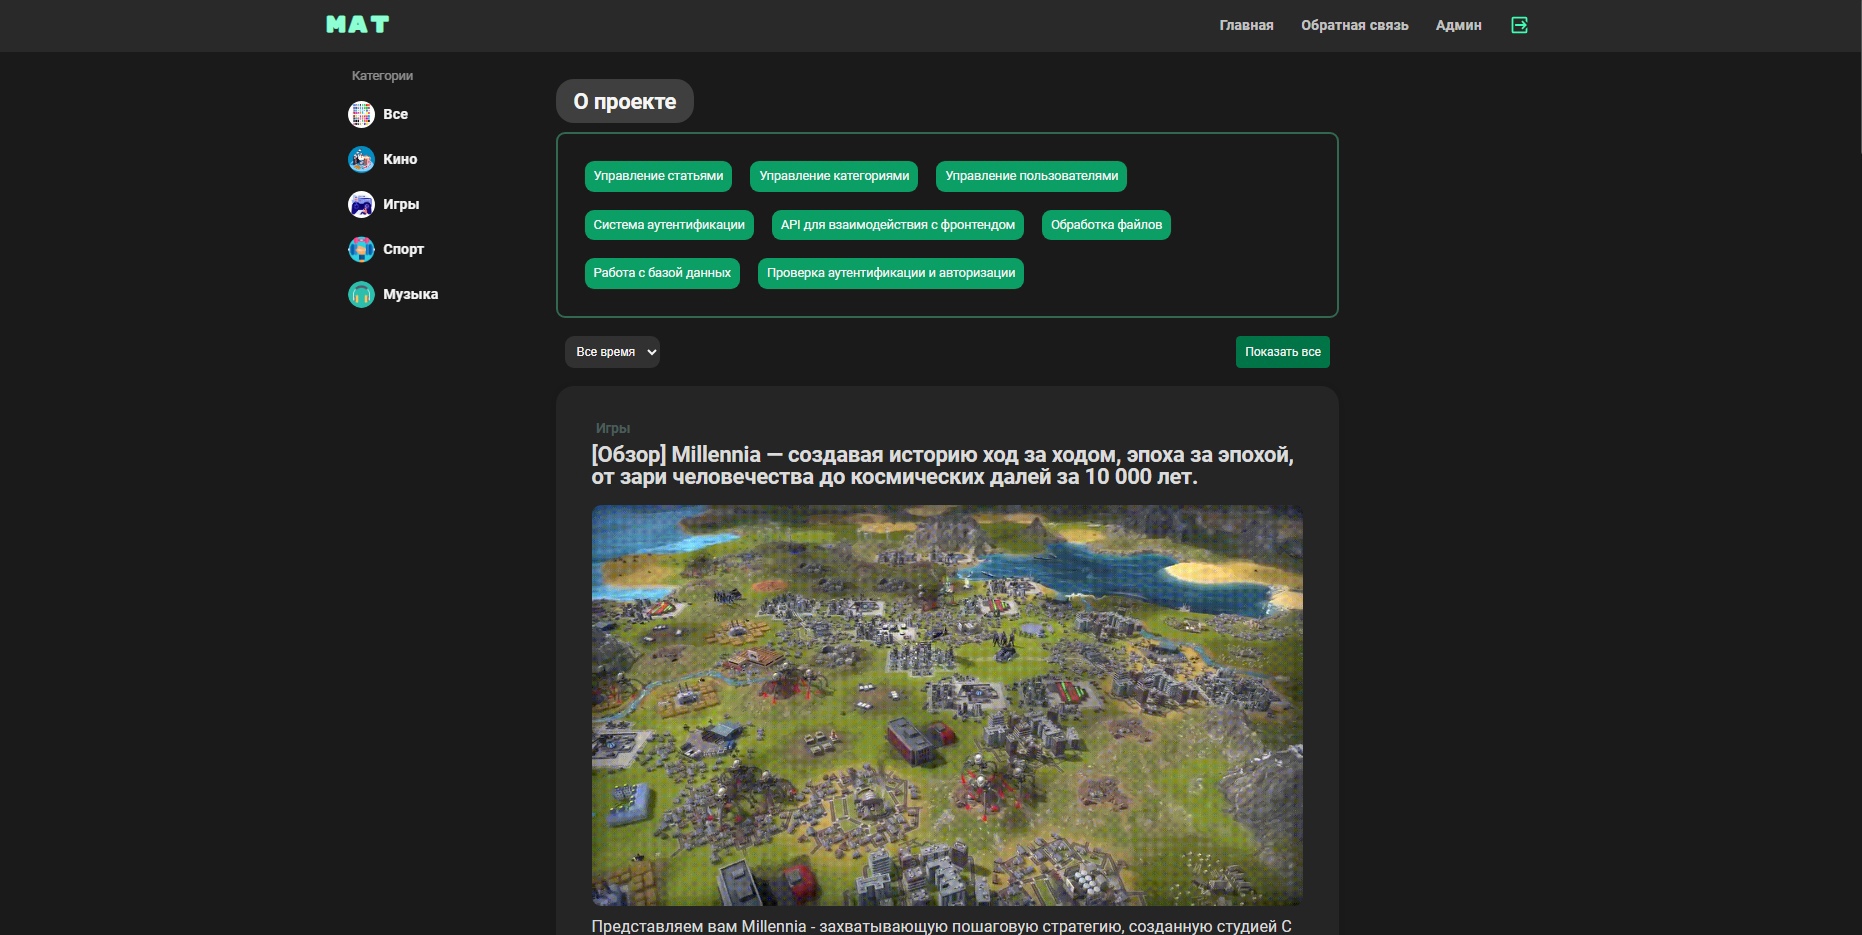 МАТ
Главная
Обратная связь
Админ
Категории
Все
Кино
Игры
Спорт
Музыка
О проекте
Управление статьями
Управление категориями
Управление пользователями
Система аутентификации
API для взаимодействия с фронтендом
Обработка файлов
Работа с базой данных
Проверка аутентификации и авторизации
Все время
Показать все
Игры
[Обзор] Millennia — создавая историю ход за ходом, эпоха за эпохой,
от зари человечества до космических далей за 10 000 лет.
Представляем вам Millennia - захватывающую пошаговую стратегию, созданную студией C